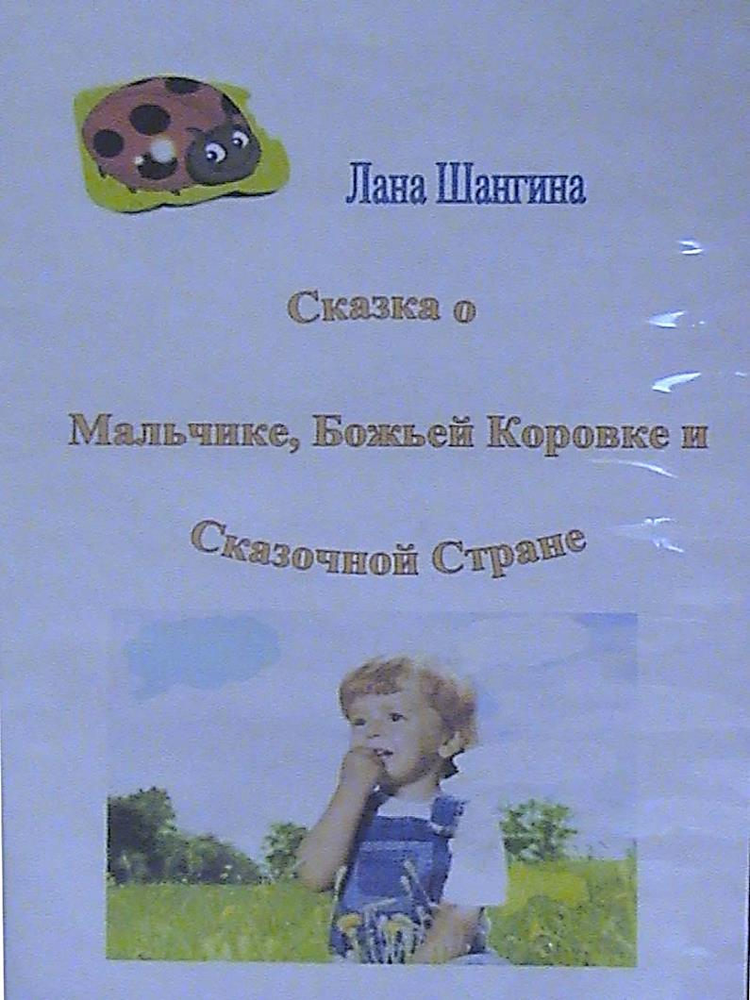 Лана Шангина
Сказка о
Мальчике, Божьей Коровке и
Сказочной Стране